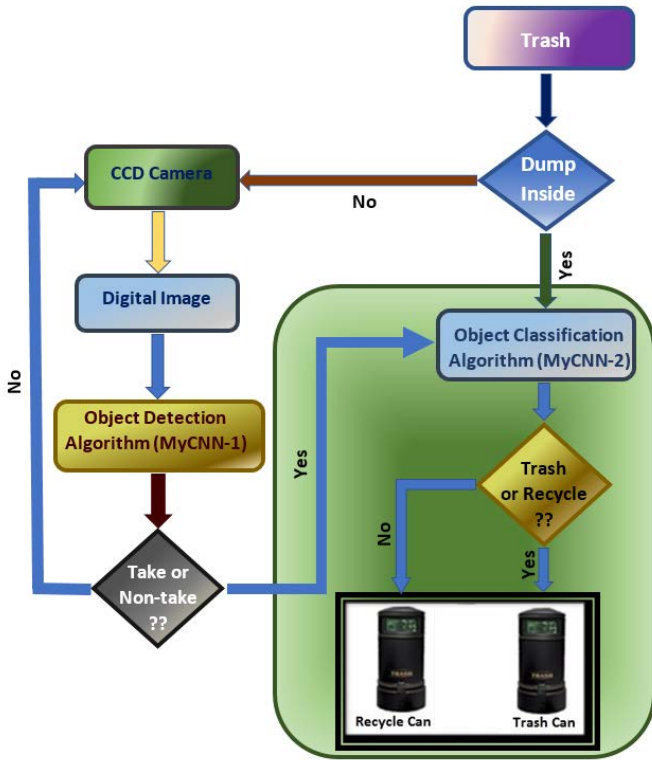 Trash
Dump
Inside
CCD Camera
No
Yes
Digital Image
Object Classification
Algorithm (MyCNN-2)
No
Object Detection
Algorithm (MyCNN-1)
Yes
Trash
or Recycle
??
No
Yes
Take or
Non-take
??
TRASH
TRASH
Recycle Can
Trash Can